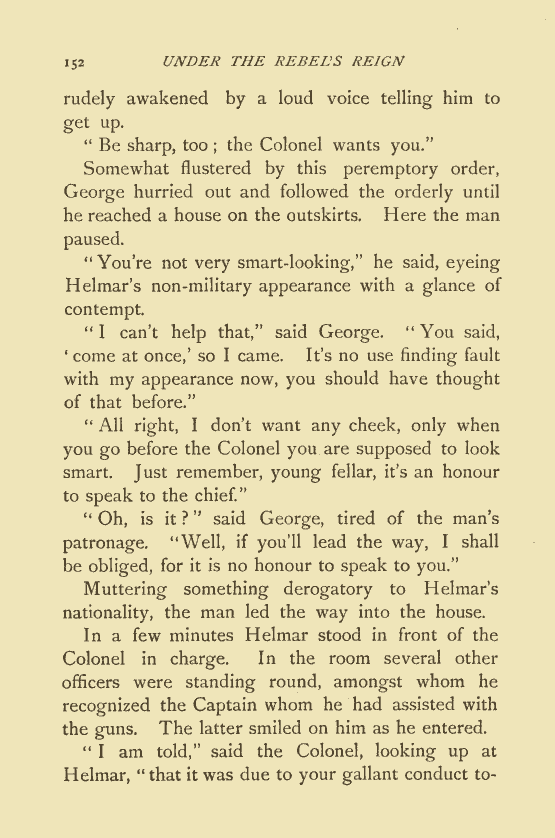 152 UNDER THE REBEL'S REIGN
rudely awakened by a loud voice telling him to
get up.
“ Be sharp, too ; the Colonel wants you.”
Somewhat flustered by this peremptory order,
George hurried out and followed the orderly until
he reached a house on the outskirts. Here the man
paused.
“ You're not very smart-looking,” he said, eyeing
Helmar's non-military appearance with a glance of
contempt.
“ I can't help that,” said George. “ You said,
‘ come at once,’ so I came. It's no use finding fault
with my appearance now, you should have thought
of that before.”
“ All right, I don't want any cheek, only when
you go before the Colonel you are supposed to look
smart. Just remember, young fellar, it's an honour
to speak to the chief.”
“ Oh, is it ? ” said George, tired of the man's
patronage. “ Well, if you'll lead the way, I shall
be obliged, for it is no honour to speak to you.”
Muttering something derogatory to Helmar's
nationality, the man led the way into the house.
In a few minutes Helmar stood in front of the
Colonel in charge. In the room several other
officers were standing round, amongst whom he
recognized the Captain whom he had assisted with
the guns. The latter smiled on him as he entered.
“ I am told,” said the Colonel, looking up at
Helmar, “ that it was due to your gallant conduct to-